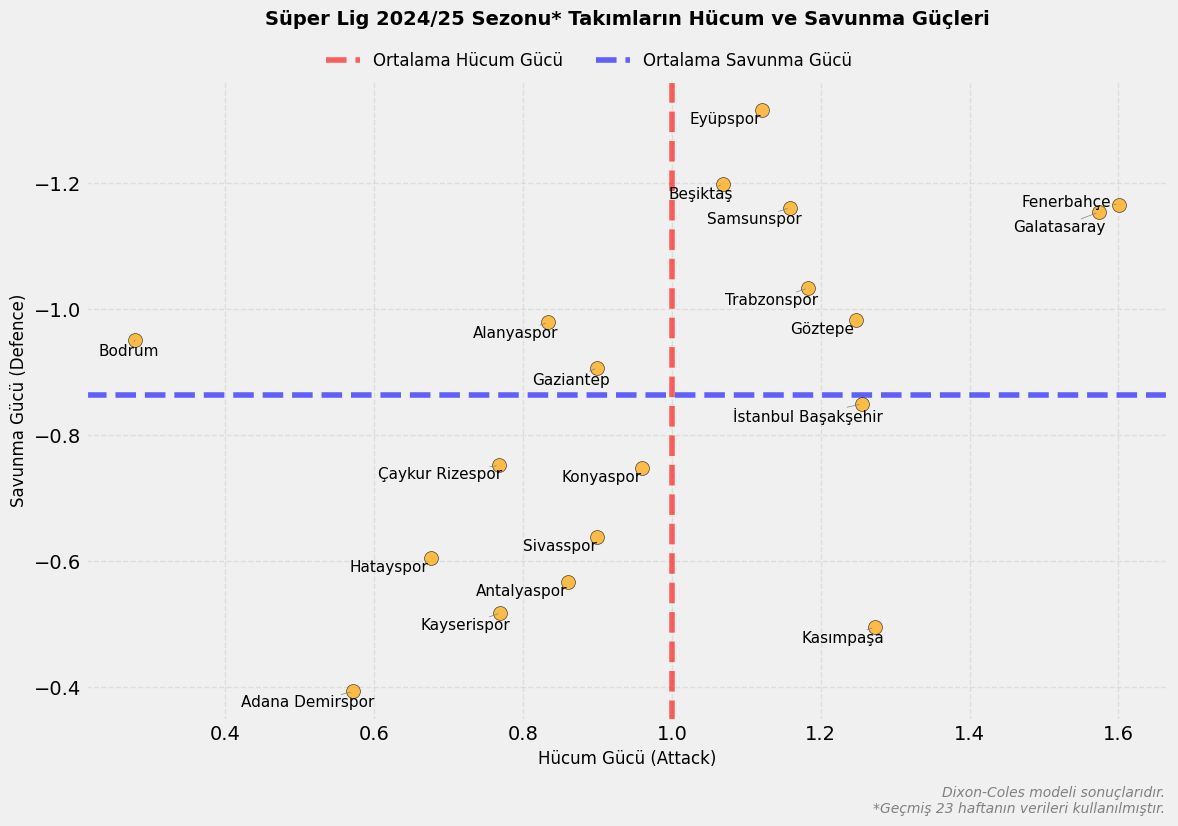 Süper Lig 2024/25 Sezonu* Takımların Hücum ve Savunma Güçleri
Ortalama Hücum Gücü
Ortalama Savunma Gücü
Eyüpspor
Beşiktaş
Samsunspor
Fenerbahçe
Galatasaray
Trabzonspor
Göztepe
Alanyaspor
Bodrum
Gaziantep
İstanbul Başakşehir
Çaykur Rizespor
Konyaspor
Sivasspor
Hatayspor
Antalyaspor
Kayserispor
Kasımpaşa
Adana Demirspor
−1.2
−1.0
−0.8
−0.6
−0.4
Savunma Gücü (Defence)
0.4
0.6
0.8
1.0
1.2
1.4
1.6
Hücum Gücü (Attack)
Dixon-Coles modeli sonuçlarıdır.
*Geçmiş 23 haftanın verileri kullanılmıştır.